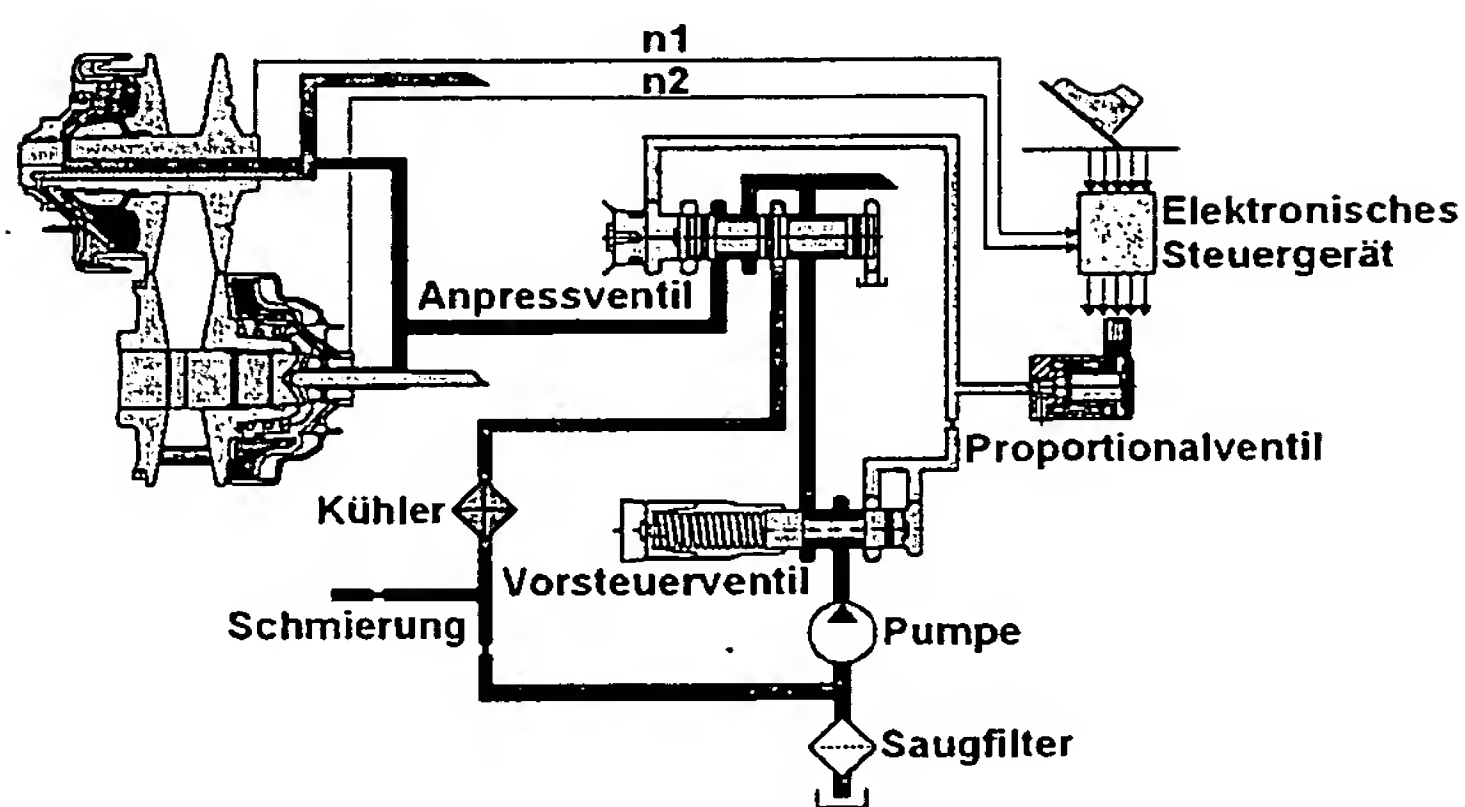 n1
n2
Elektronisches
Steuergerät
Anpressventil
Proportionalventil
Kühler
Vorsteuerventil
Schmierung
Pumpe
Saugfilter